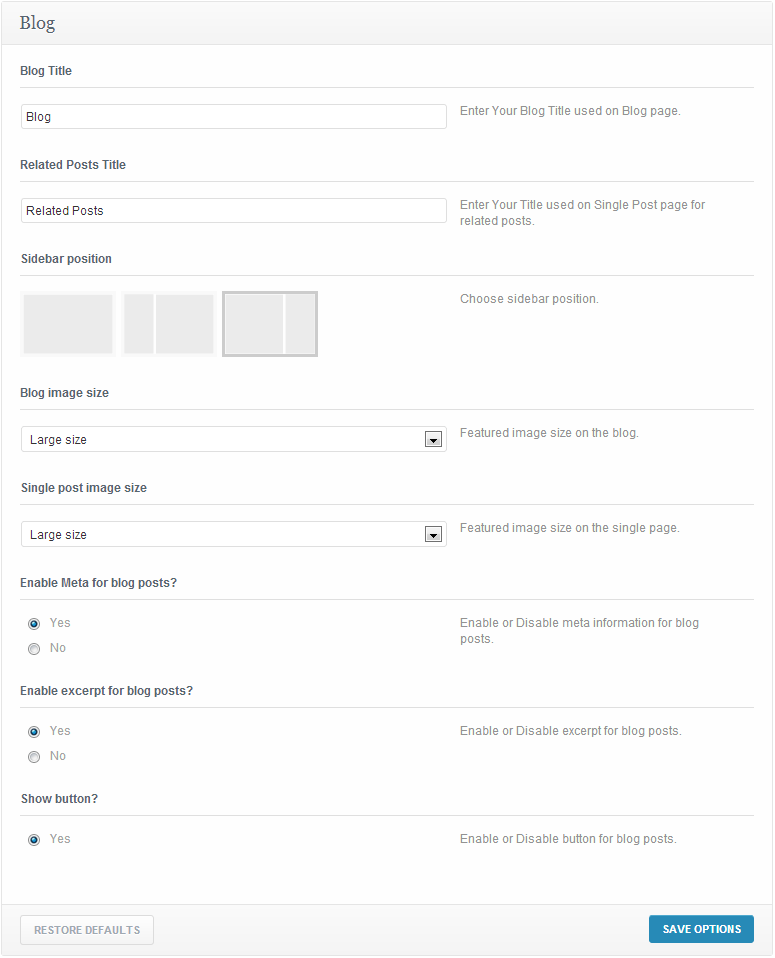 Blog
Blog Title
Blog
Enter Your Blog Title used on Blog page.
Related Posts Title
Related Posts
Enter Your Title used on Single Post page for
related posts.
Sidebar position
Choose sidebar position.
Blog image size
Large size
Featured image size on the blog.
Single post image size
Large size
Featured image size on the single page.
Enable Meta for blog posts?
Yes
No
Enable or Disable meta information for blog
posts.
Enable excerpt for blog posts?
Yes
No
Enable or Disable excerpt for blog posts.
Show button?
Yes
Enable or Disable button for blog posts.
RESTORE DEFAULTS
SAVE OPTIONS